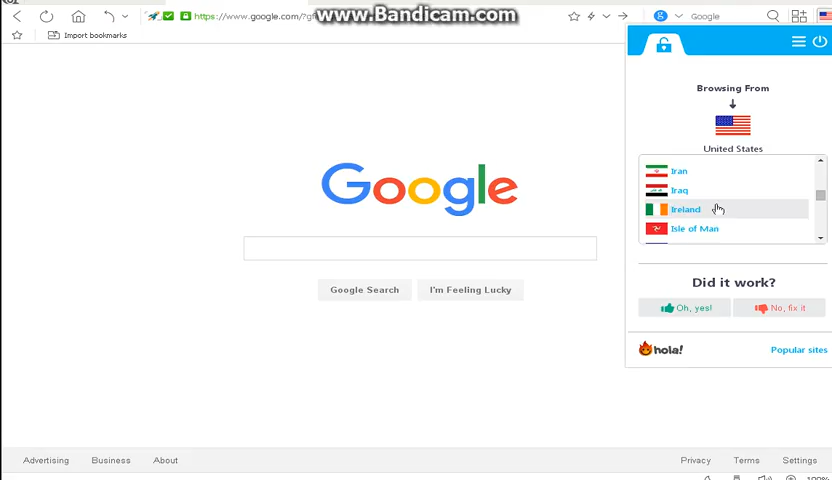 www.Bandicam.com
https://www.google.com/?gf
Google
Import bookmarks
Browsing From
United States
Iran
Iraq
Ireland
Isle of Man
Google
Google Search
I'm Feeling Lucky
Did it work?
Oh, yes!
No, fix it
hola!
Popular sites
Advertising
Business
About
Privacy
Terms
Settings
100%